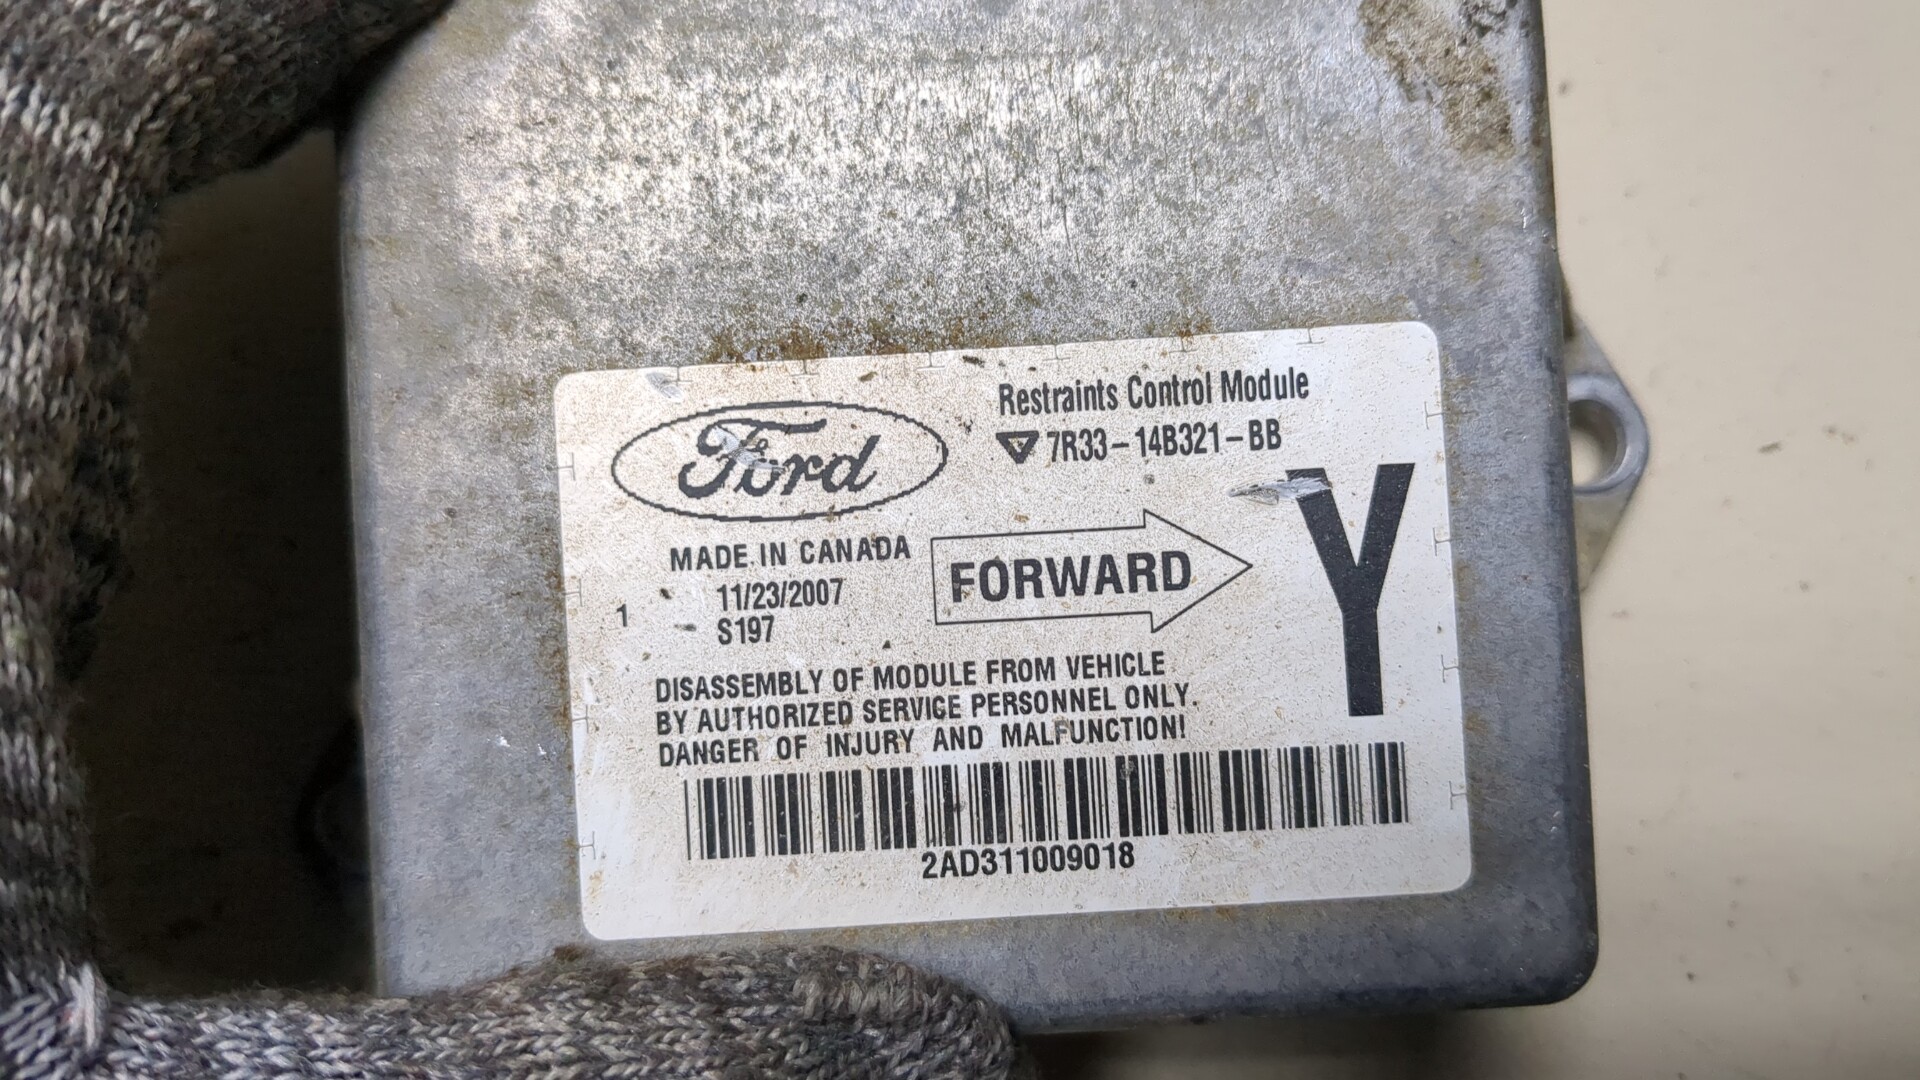 Ford
Restraints Control Module
7R33-14B321-BB
MADE IN CANADA
11/23/2007
1
S197
FORWARD
Y
DISASSEMBLY OF MODULE FROM VEHICLE
BY AUTHORIZED SERVICE PERSONNEL ONLY.
DANGER OF INJURY AND MALFUNCTION!
2AD311009018